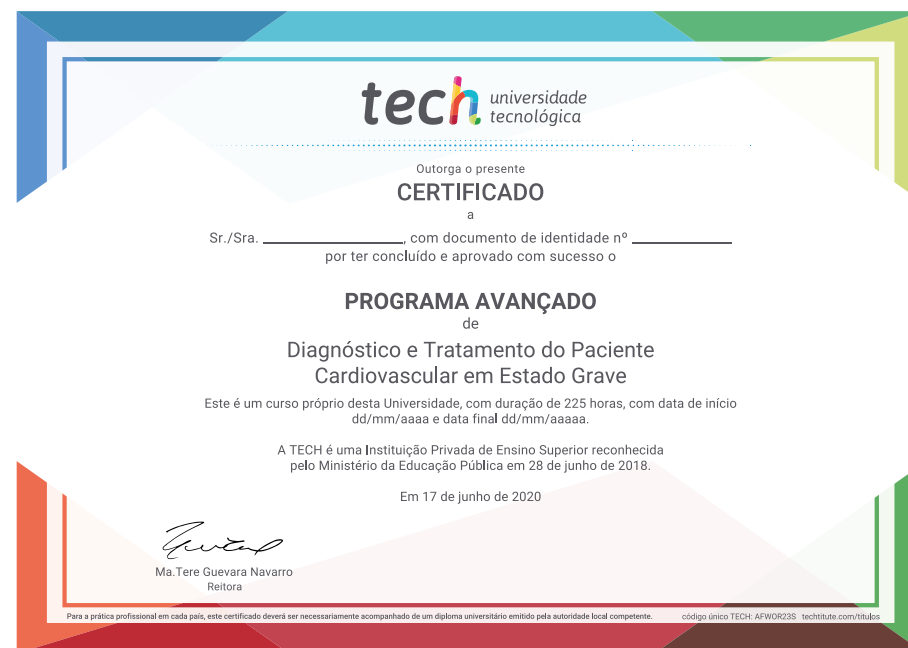 tech universidade
tecnológica
Outorga o presente
CERTIFICADO
a
Sr./Sra. ____________________, com documento de identidade nº ______________
por ter concluído e aprovado com sucesso o
PROGRAMA AVANÇADO
de
Diagnóstico e Tratamento do Paciente
Cardiovascular em Estado Grave
Este é um curso próprio desta Universidade, com duração de 225 horas, com data de início
dd/mm/aaaa e data final dd/mm/aaaaa.
A TECH é uma Instituição Privada de Ensino Superior reconhecida
pelo Ministério da Educação Pública em 28 de junho de 2018.
Em 17 de junho de 2020
Ma.Tere Guevara Navarro
Reitora
Para a prática profissional em cada país, este certificado deverá ser necessariamente acompanhado de um diploma universitário emitido pela autoridade local competente. código único TECH: AFWOR23S techtitute.com/titulos